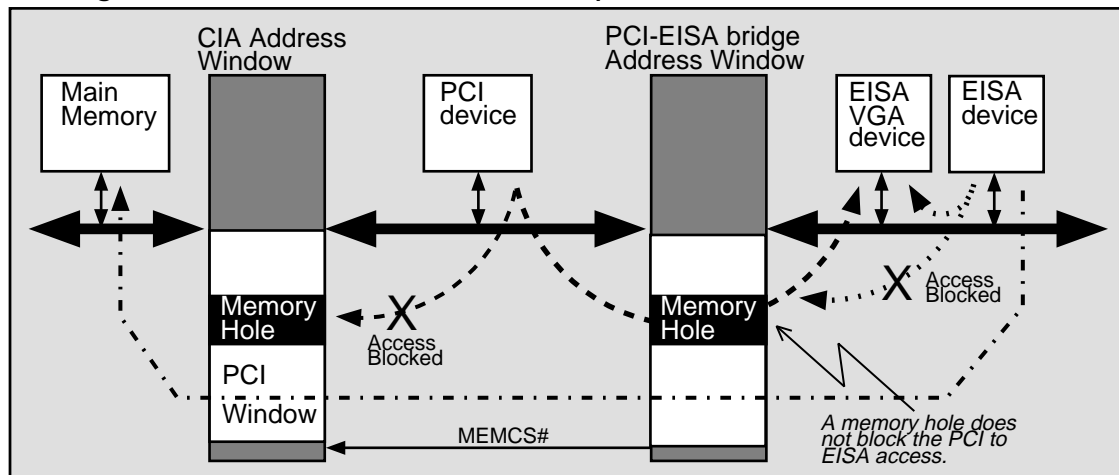 CIA Address
Window
PCI-EISA bridge
Address Window
Main
Memory
PCI
device
EISA
VGA
device
EISA
device
Memory
Hole
X
Access
Blocked
Memory
Hole
X
Access
Blocked
PCI
Window
MEMCS#
A memory hole does
not block the PCI to
EISA access.